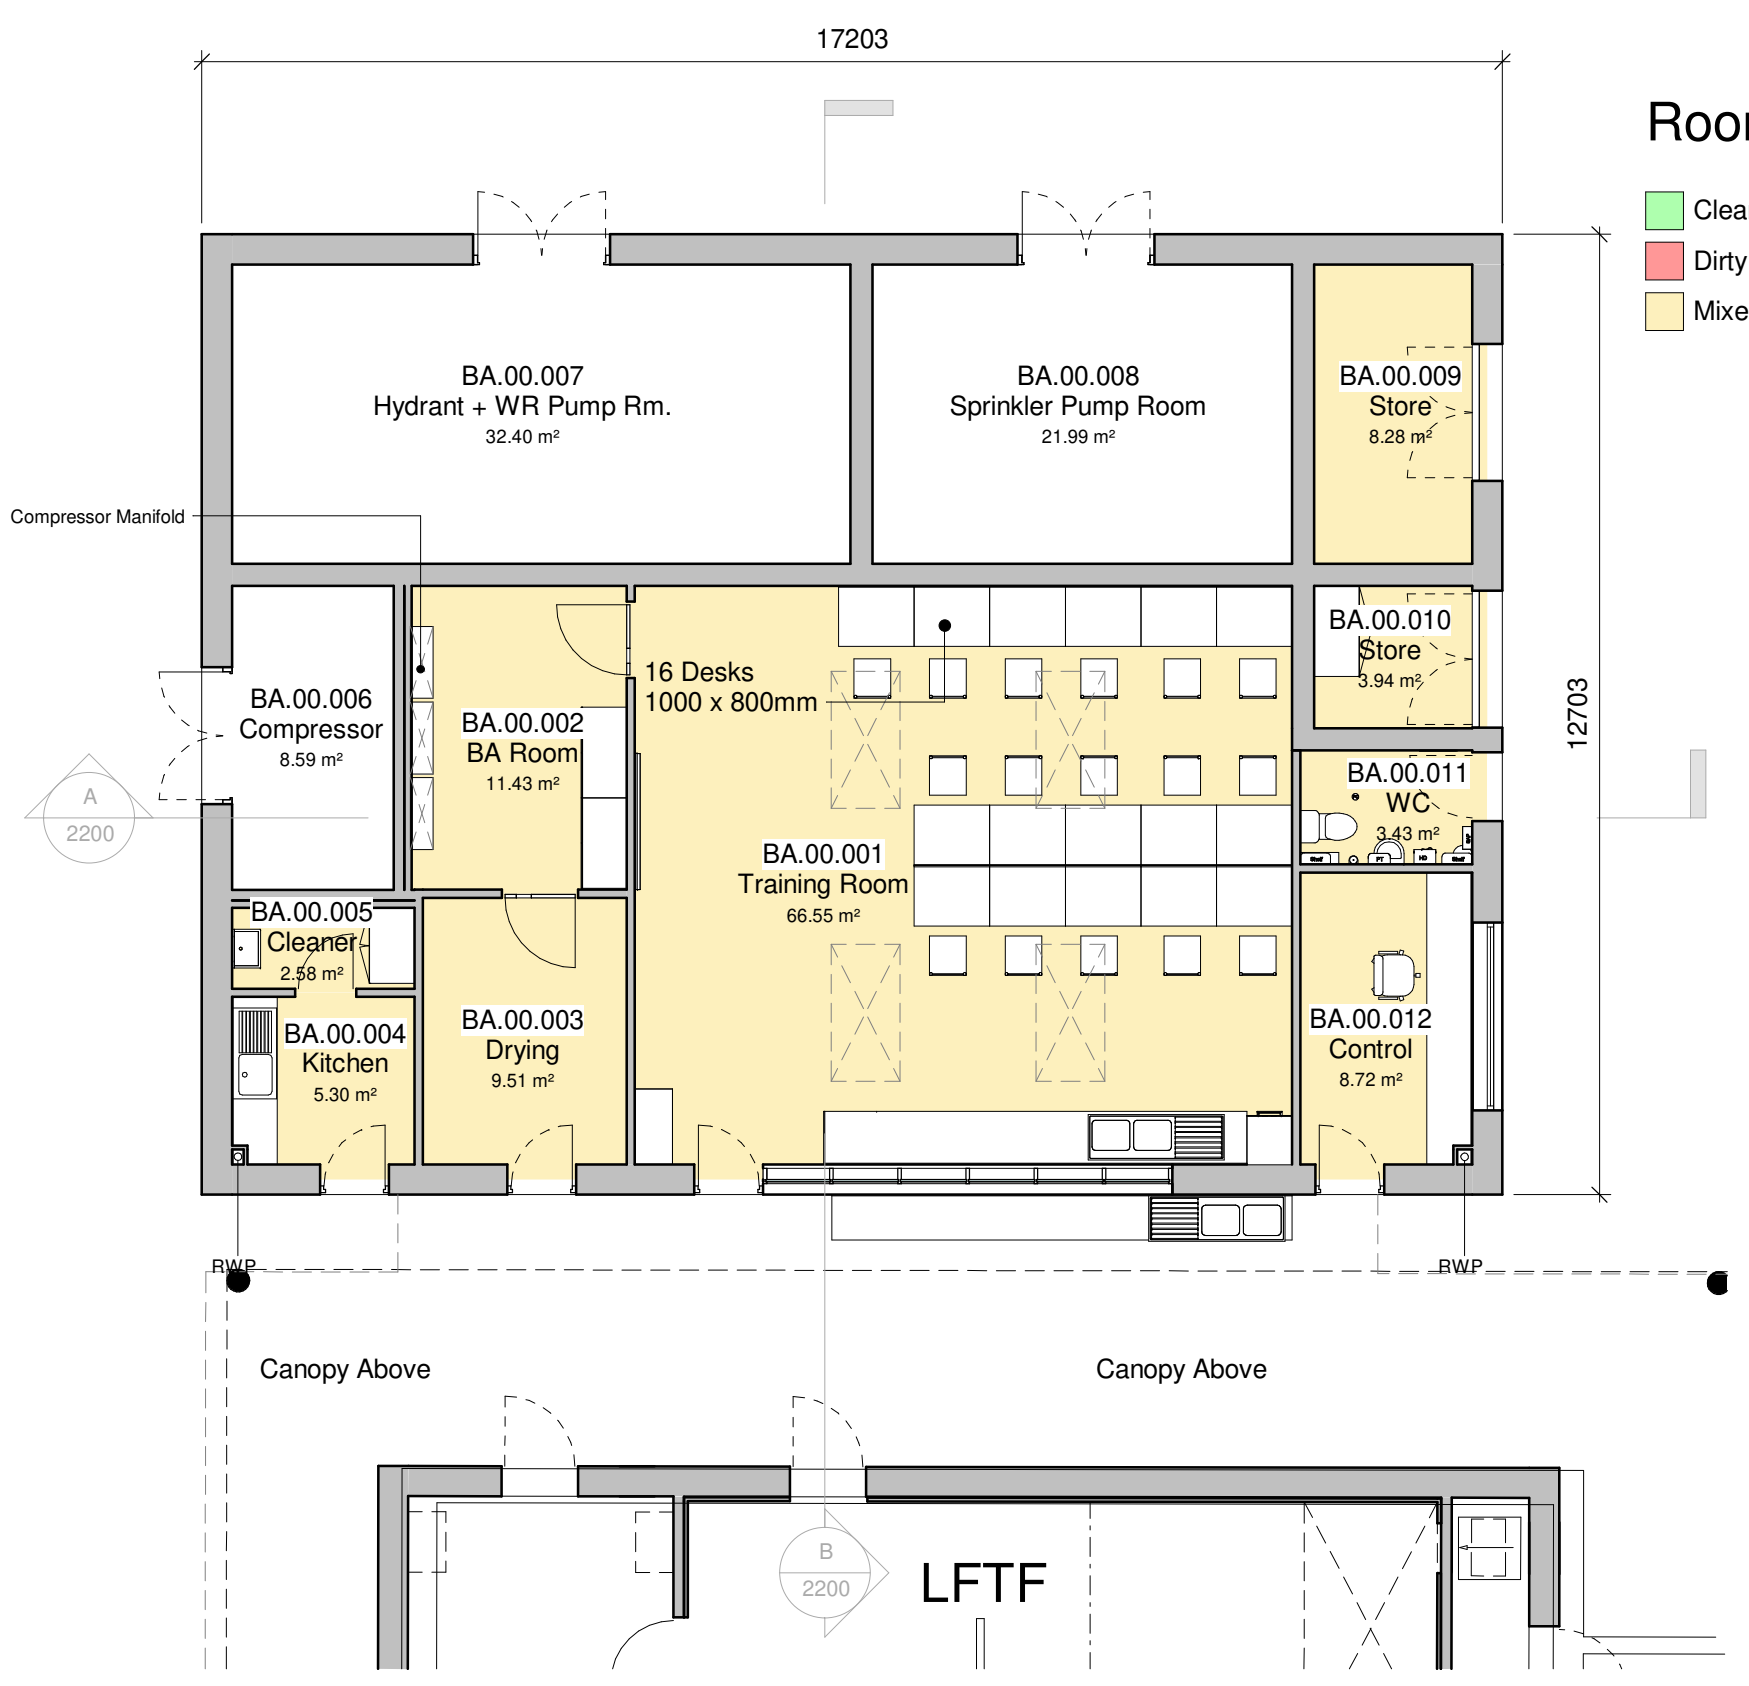 17203
Roo
Clea
Dirty
Mixe
BA.00.007
Hydrant + WR Pump Rm.
32.40 m²
BA.00.008
Sprinkler Pump Room
21.99 m²
BA.00.009
Store
8.28 m²
Compressor Manifold
BA.00.006
Compressor
8.59 m²
BA.00.002
BA Room
11.43 m²
16 Desks
1000 x 800mm
BA.00.010
Store
3.94 m²
12703
A
2200
BA.00.011
WC
3.43 m²
Shelf
PT
HD
Shelf
BA.00.001
Training Room
66.55 m²
BA.00.005
Cleaner
2.58 m²
BA.00.004
Kitchen
5.30 m²
BA.00.003
Drying
9.51 m²
BA.00.012
Control
8.72 m²
RWP
RWP
Canopy Above
Canopy Above
B
2200
LFTF